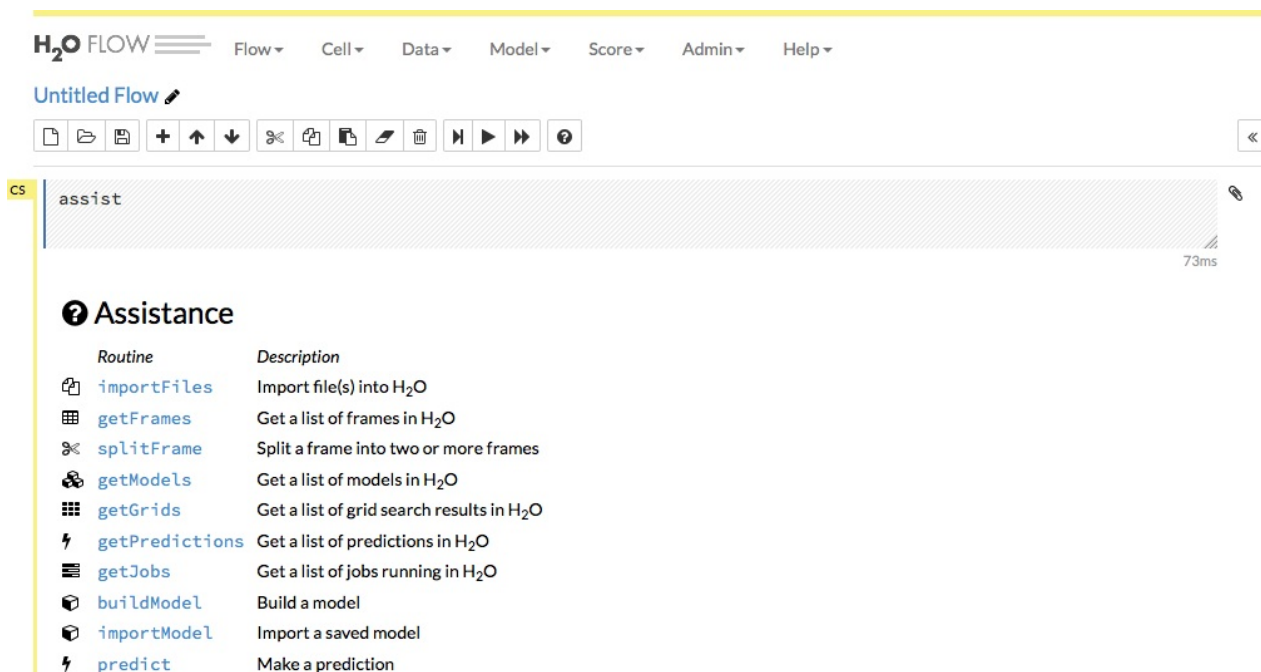 H2O FLOW Flow Cell Data Model Score Admin Help
Untitled Flow
CS
assist
73ms
Assistance
Routine Description
importFiles Import file(s) into H2O
getFrames Get a list of frames in H2O
splitFrame Split a frame into two or more frames
getModels Get a list of models in H2O
getGrids Get a list of grid search results in H2O
getPredictions Get a list of predictions in H2O
getJobs Get a list of jobs running in H2O
buildModel Build a model
importModel Import a saved model
predict Make a prediction